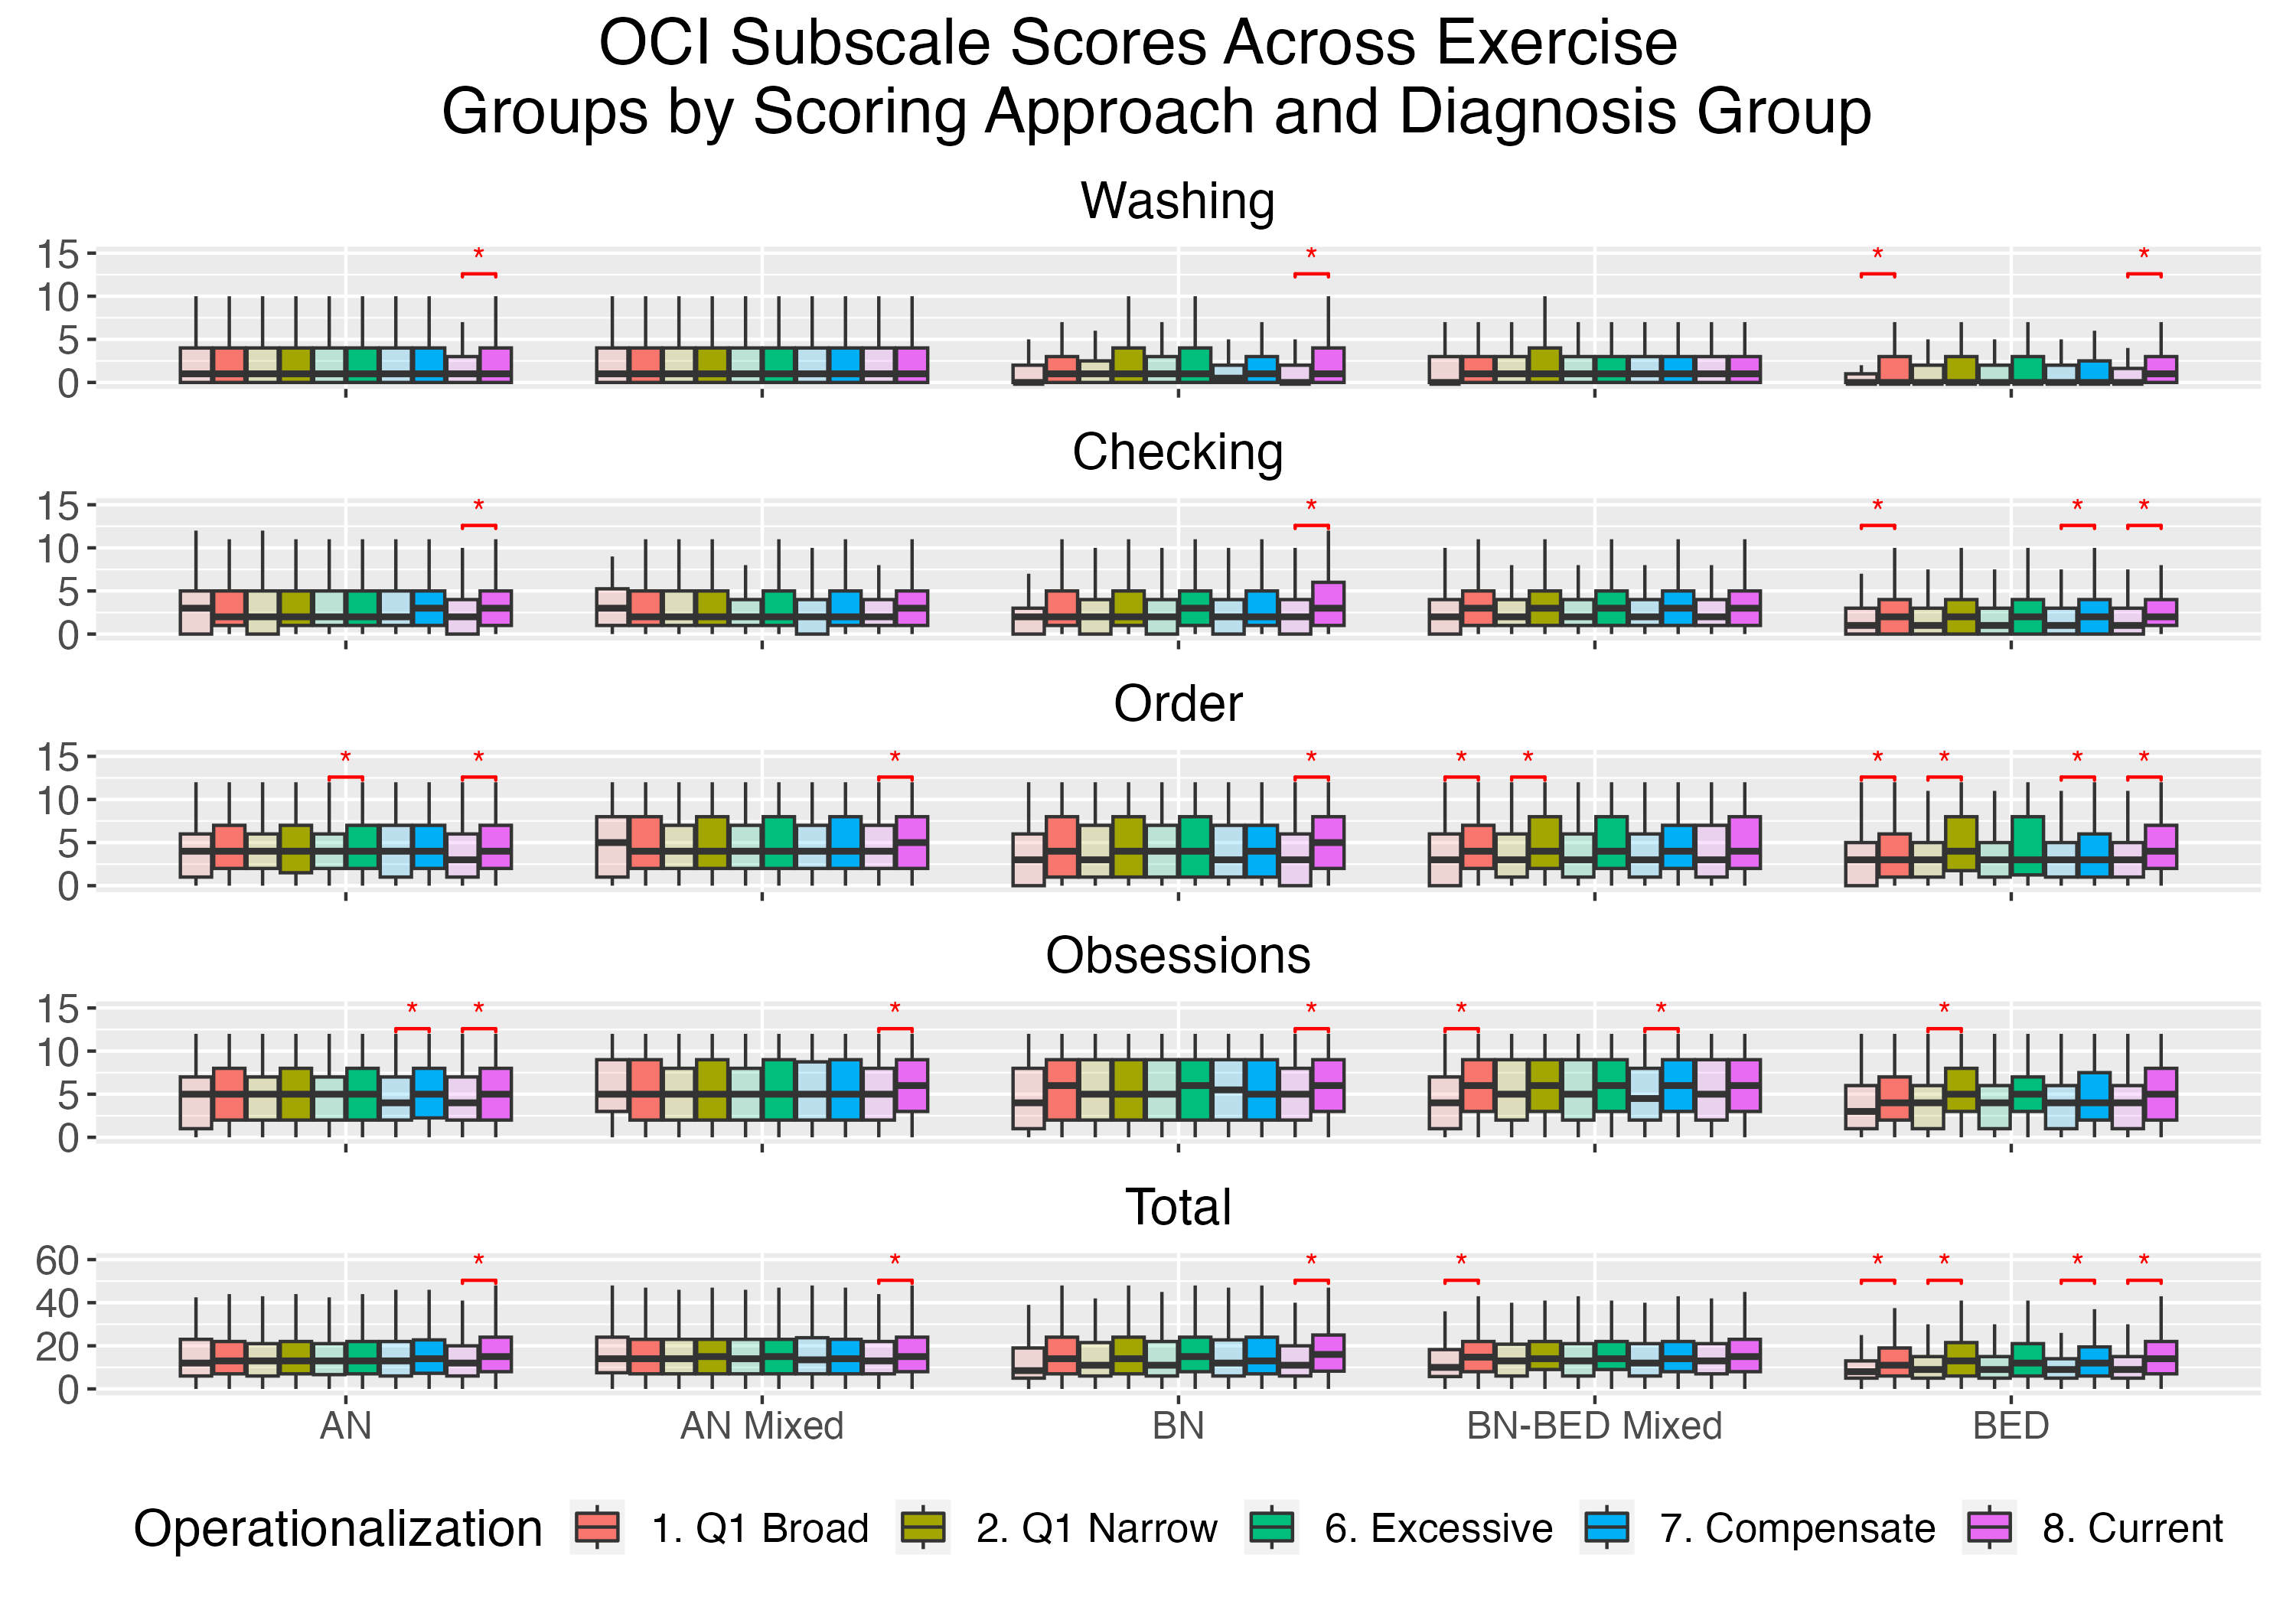 OCI Subscale Scores Across Exercise
Groups by Scoring Approach and Diagnosis Group
Washing
15
* * * *
10
5
0
Checking
15
* * * * *
10
5
0
Order
15
* * * * * * * * * *
10
5
0
Obsessions
15
* * * * * * *
10
5
0
Total
60
* * * * * * * *
40
20
0
AN AN Mixed BN BN-BED Mixed BED
Operationalization 1. Q1 Broad 2. Q1 Narrow 6. Excessive 7. Compensate 8. Current